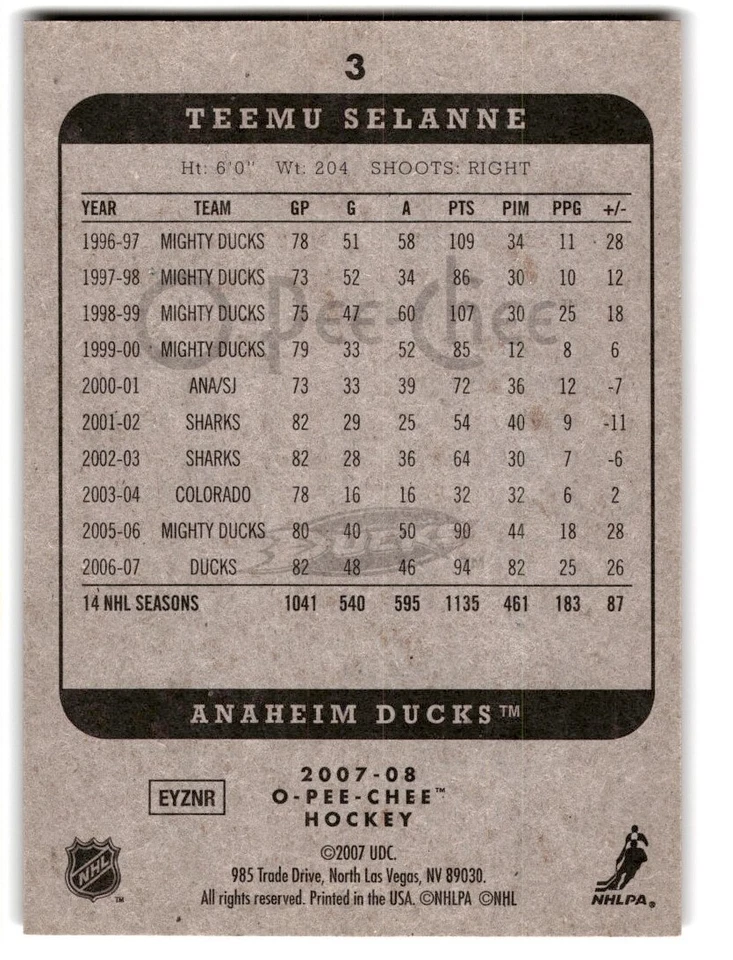 3
TEEMU SELANNE
Ht: 6'0" Wt: 204 SHOOTS: RIGHT
YEAR TEAM GP G A PTS PIM PPG +/-
1996-97 MIGHTY DUCKS 78 51 58 109 34 11 28
1997-98 MIGHTY DUCKS 73 52 34 86 30 10 12
1998-99 MIGHTY DUCKS 75 47 60 107 30 25 18
1999-00 MIGHTY DUCKS 79 33 52 85 12 8 6
2000-01 ANA/SJ 73 33 39 72 36 12 -7
2001-02 SHARKS 82 29 25 54 40 9 -11
2002-03 SHARKS 82 28 36 64 30 7 -6
2003-04 COLORADO 78 16 16 32 32 6 2
2005-06 MIGHTY DUCKS 80 40 50 90 44 18 28
2006-07 DUCKS 82 48 46 94 82 25 26
14 NHL SEASONS 1041 540 595 1135 461 183 87
O-Pee-Chee
DUCKS
ANAHEIM DUCKS™
2007-08
EYZNR O-PEE-CHEE™
HOCKEY
©2007 UDC.
985 Trade Drive, North Las Vegas, NV 89030.
All rights reserved. Printed in the USA. ©NHLPA ©NHL
NHL™
NHLPA®